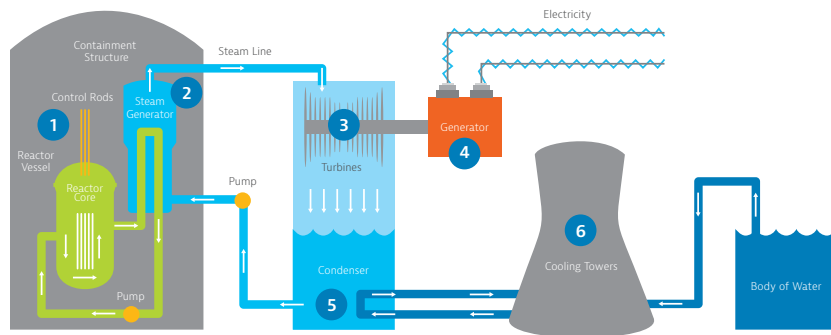 Electricity
Containment
Structure
Steam Line
Control Rods
Steam
Generator
2
1
Reactor
Vessel
Reactor
Core
Pump
Pump
3
Turbines
Generator
4
Condenser
5
6
Cooling Towers
Body of Water